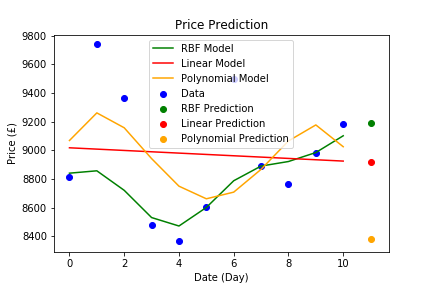 Price Prediction
9800
9600
9400
9200
9000
8800
8600
8400
Price (£)
RBF Model
Linear Model
Polynomial Model
Data
RBF Prediction
Linear Prediction
Polynomial Prediction
0
2
4
6
8
10
Date (Day)